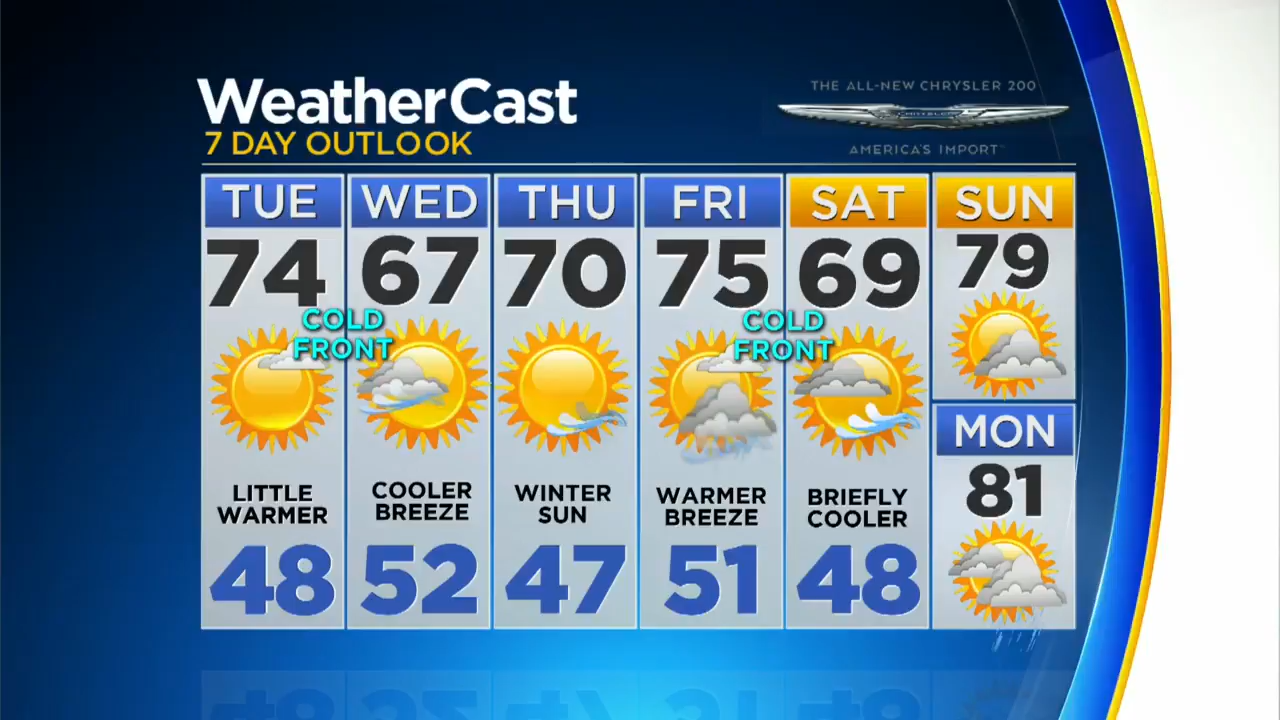 WeatherCast
7 DAY OUTLOOK
THE ALL-NEW CHRYSLER 200
CHRYSLER
AMERICA'S IMPORT™
TUE
74
LITTLE
WARMER
48
COLD
FRONT
WED
67
COOLER
BREEZE
52
THU
70
WINTER
SUN
47
FRI
75
WARMER
BREEZE
51
COLD
FRONT
SAT
69
BRIEFLY
COOLER
48
SUN
79
MON
81